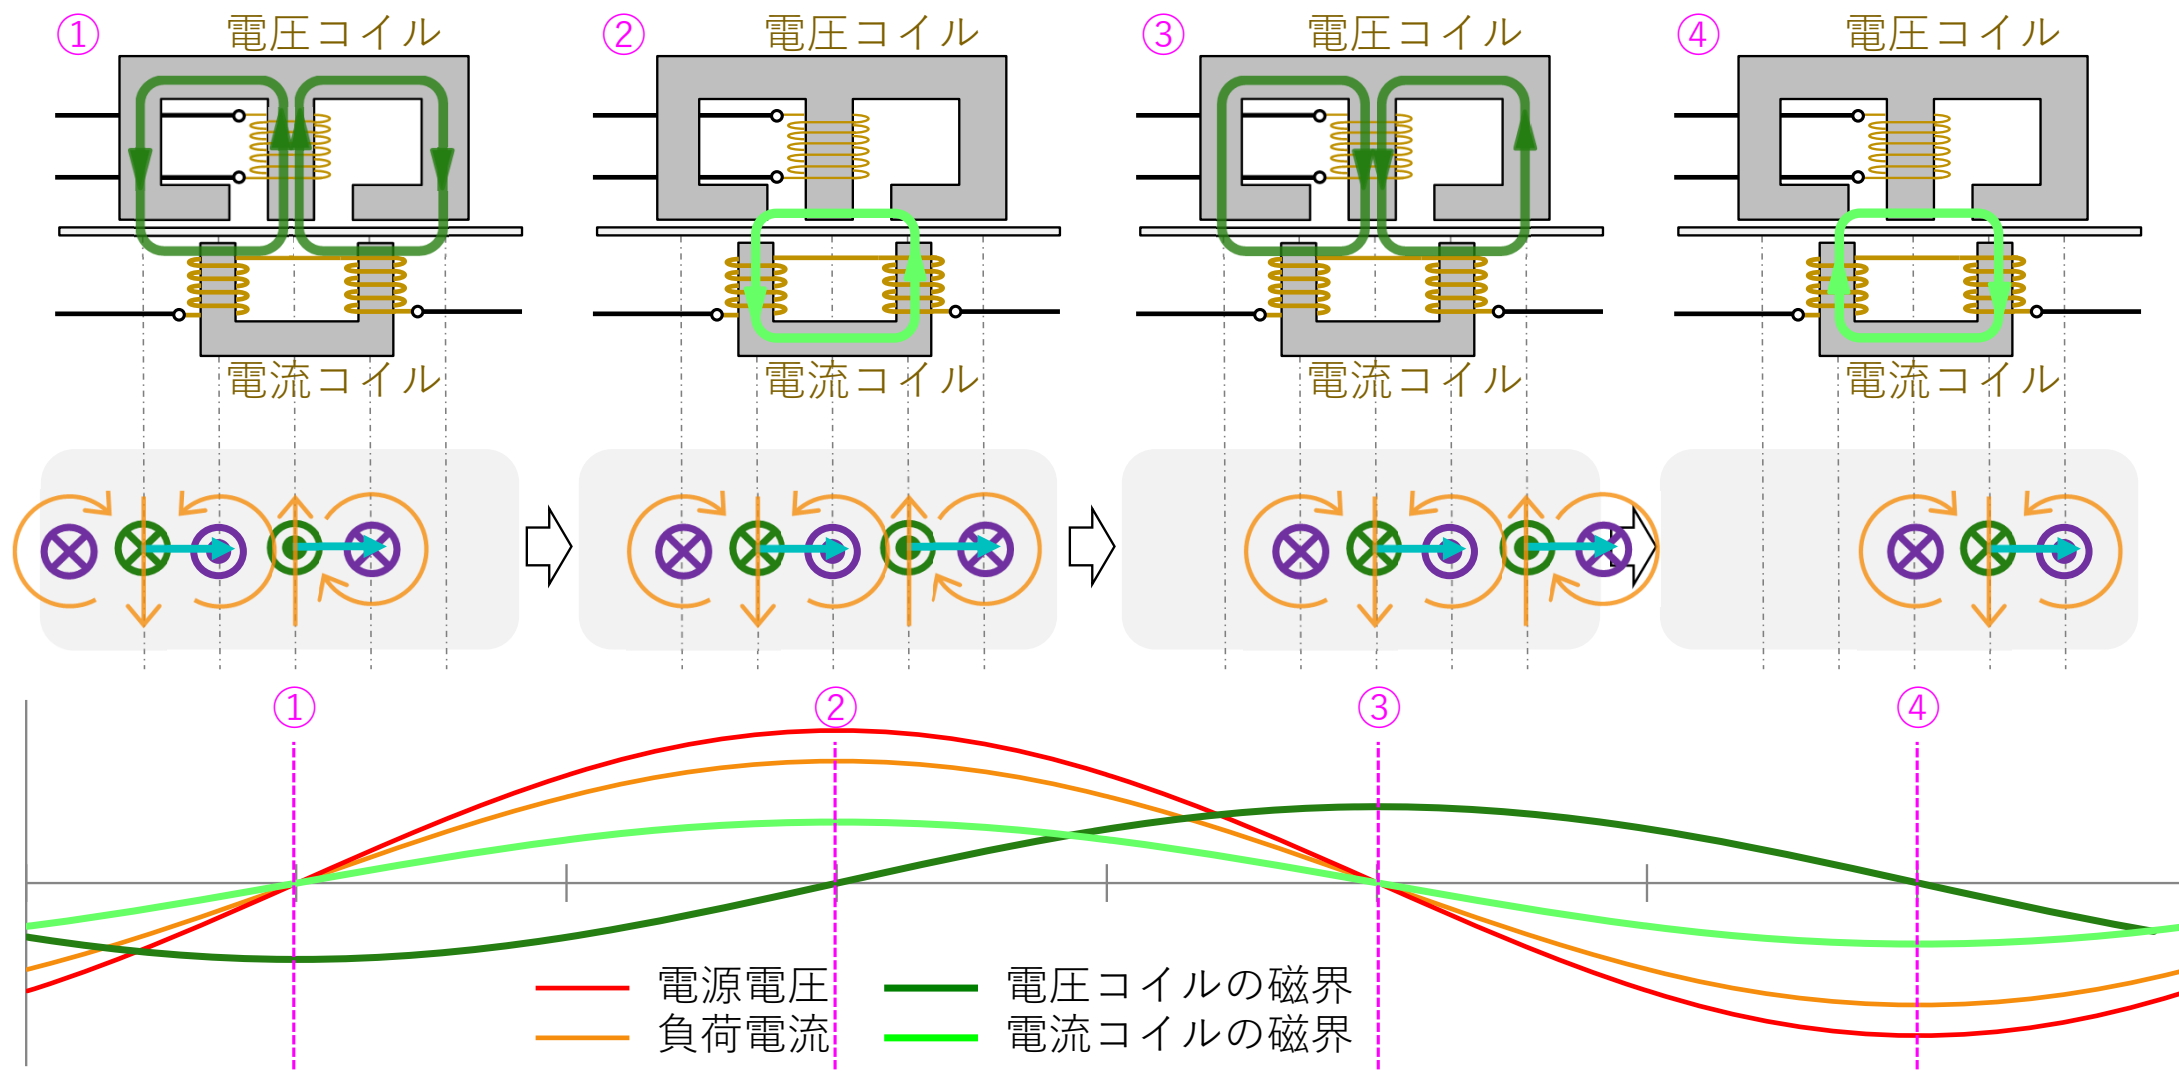 ① 電圧コイル
② 電圧コイル
③ 電圧コイル
④ 電圧コイル
電流コイル
電流コイル
電流コイル
電流コイル
①
②
③
④
電源電圧
電圧コイルの磁界
負荷電流
電流コイルの磁界